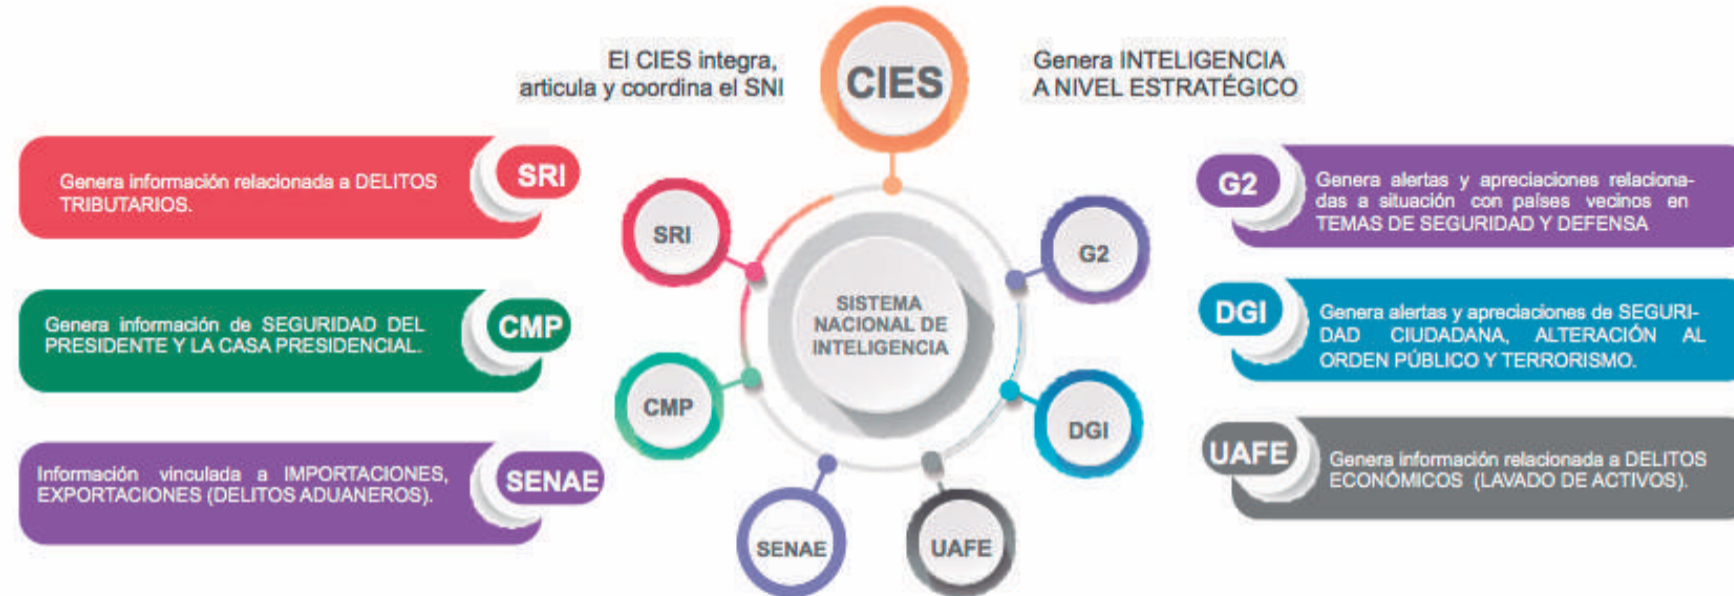 El CIES integra,
articula y coordina el SNI
CIES
Genera INTELIGENCIA
A NIVEL ESTRATÉGICO
Genera información relacionada a DELITOS
TRIBUTARIOS.
SRI
Genera información de SEGURIDAD DEL
PRESIDENTE Y LA CASA PRESIDENCIAL.
CMP
Información vinculada a IMPORTACIONES,
EXPORTACIONES (DELITOS ADUANEROS).
SENAE
SRI
CMP
SENAE
UAFE
DGI
G2
SISTEMA
NACIONAL DE
INTELIGENCIA
G2
Genera alertas y apreciaciones relaciona-
das a situación con países vecinos en
TEMAS DE SEGURIDAD Y DEFENSA
DGI
Genera alertas y apreciaciones de SEGURI-
DAD CIUDADANA, ALTERACIÓN AL
ORDEN PÚBLICO Y TERRORISMO.
UAFE
Genera información relacionada a DELITOS
ECONÓMICOS (LAVADO DE ACTIVOS).